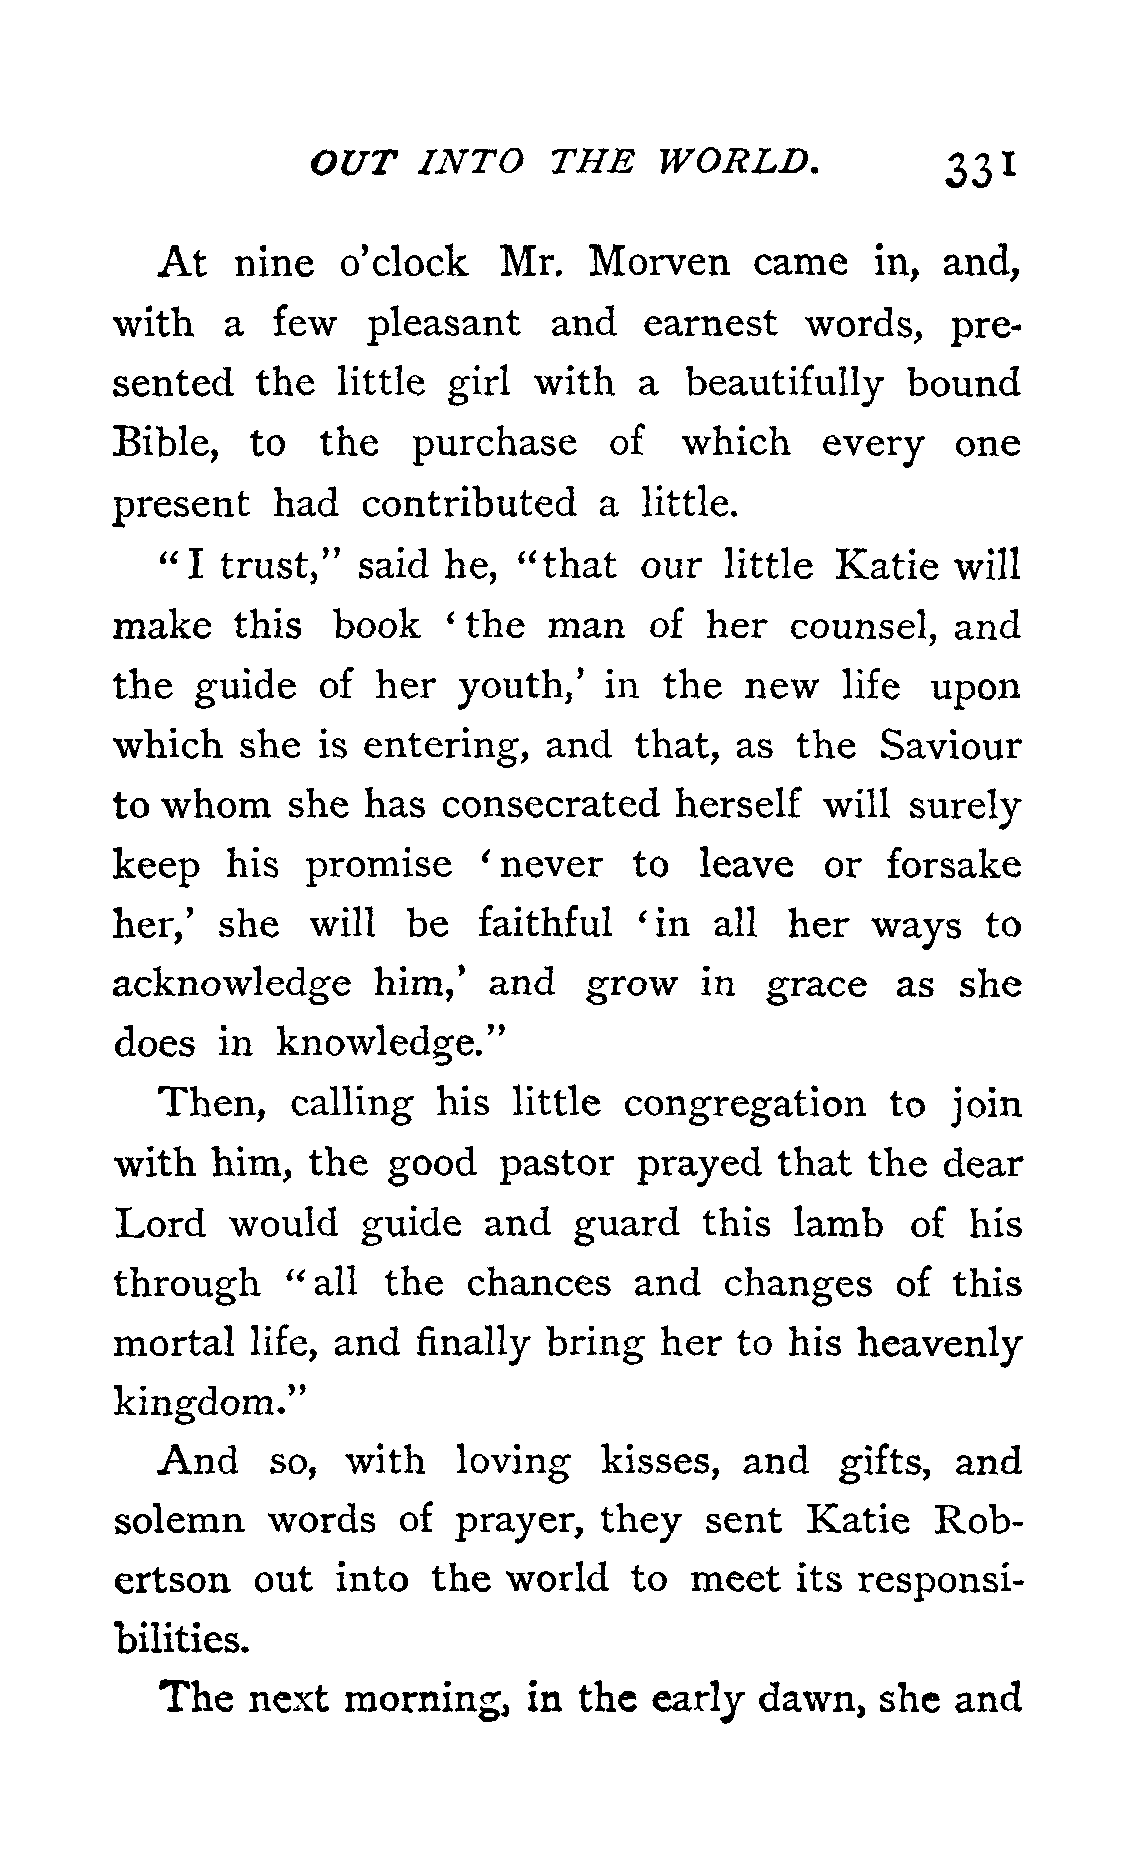 OUT INTO THE WORLD. 331
At nine o'clock Mr. Morven came in, and,
with a few pleasant and earnest words, pre-
sented the little girl with a beautifully bound
Bible, to the purchase of which every one
present had contributed a little.
"I trust," said he, "that our little Katie will
make this book 'the man of her counsel, and
the guide of her youth,' in the new life upon
which she is entering, and that, as the Saviour
to whom she has consecrated herself will surely
keep his promise 'never to leave or forsake
her,' she will be faithful 'in all her ways to
acknowledge him,' and grow in grace as she
does in knowledge."
Then, calling his little congregation to join
with him, the good pastor prayed that the dear
Lord would guide and guard this lamb of his
through "all the chances and changes of this
mortal life, and finally bring her to his heavenly
kingdom."
And so, with loving kisses, and gifts, and
solemn words of prayer, they sent Katie Rob-
ertson out into the world to meet its responsi-
bilities.
The next morning, in the early dawn, she and